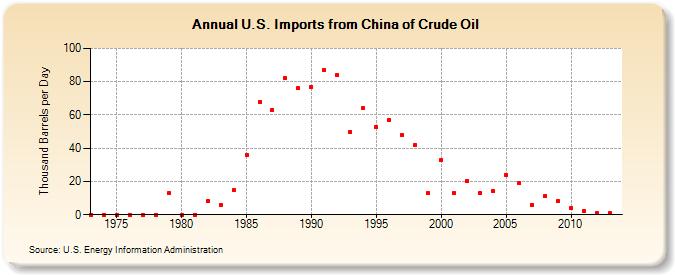 Annual U.S. Imports from China of Crude Oil
Thousand Barrels per Day
100
80
60
40
20
0
1975 1980 1985 1990 1995 2000 2005 2010
Source: U.S. Energy Information Administration